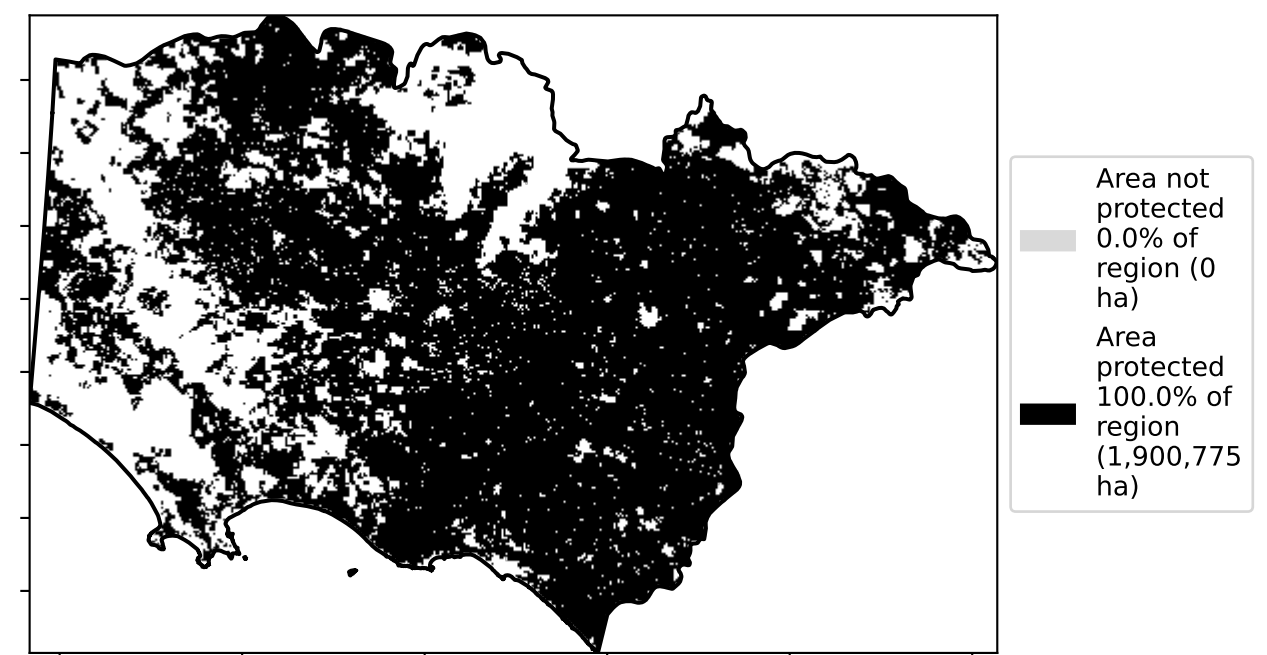 Area not
protected
0.0% of
region (0
ha)
Area
protected
100.0% of
region
(1,900,775
ha)